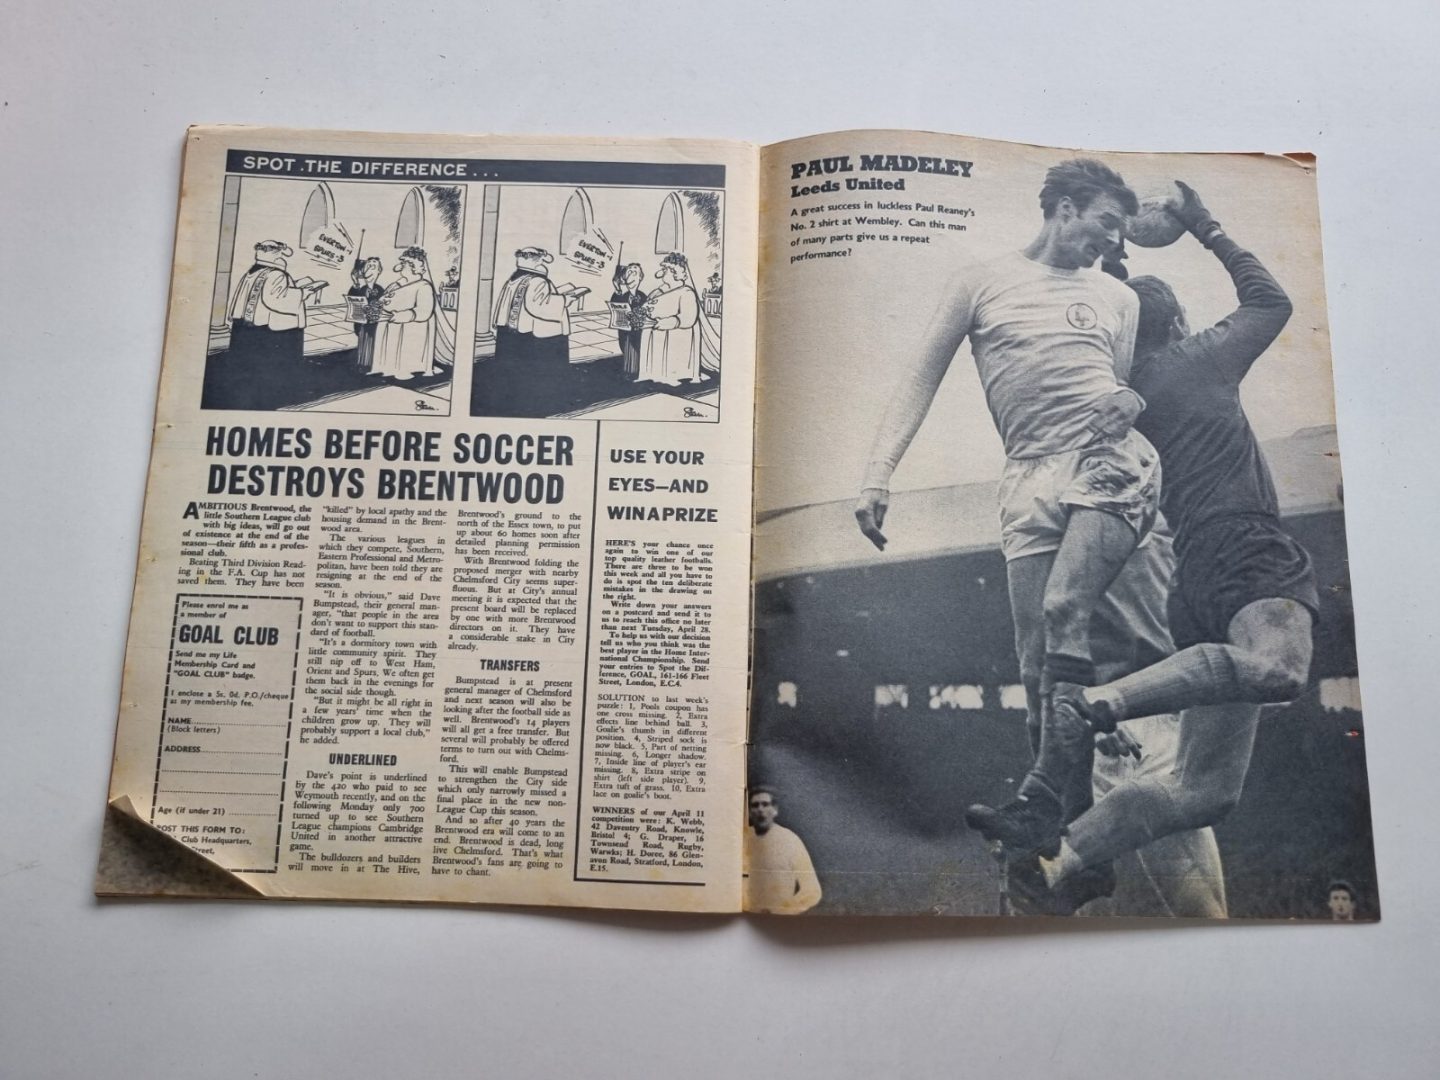 SPOT THE DIFFERENCE...
EVERTON-1
SPURS-3
EVERTON-1
SPURS-3
Stan.
Stan.
HOMES BEFORE SOCCER
DESTROYS BRENTWOOD
AMBITIOUS Brentwood, the
little Southern League club
with big ideas, will go out
of existence at the end of the
season—their fifth as a profes-
sional club.
Beating Third Division Read-
ing in the F.A. Cup has not
saved them. They have been
Please enrol me as
a member of
GOAL CLUB
Send me my Life
Membership Card and
"GOAL CLUB" badge.
I enclose a 5s. 0d. P.O./cheque
as my membership fee.
NAME
(Block letters)
ADDRESS
Age (if under 21)
POST THIS FORM TO:
Club Headquarters,
Street,
"killed" by local apathy and the
housing demand in the Brent-
wood area.
The various leagues in
which they compete, Southern,
Eastern Professional and Metro-
politan, have been told they are
resigning at the end of the
season.
"It is obvious," said Dave
Bumpstead, their general man-
ager, "that people in the area
don't want to support this stan-
dard of football.
"It's a dormitory town with
little community spirit. They
still nip off to West Ham,
Orient and Spurs. We often get
them back in the evenings for
the social side though.
"But it might be all right in
a few years' time when the
children grow up. They will
probably support a local club,"
he added.
UNDERLINED
Dave's point is underlined
by the 420 who paid to see
Weymouth recently, and on the
following Monday only 700
turned up to see Southern
League champions Cambridge
United in another attractive
game.
The bulldozers and builders
will move in at The Hive,
Brentwood's ground to the
north of the Essex town, to put
up about 60 homes soon after
detailed planning permission
has been received.
With Brentwood folding the
proposed merger with nearby
Chelmsford City seems super-
fluous. But at City's annual
meeting it is expected that the
present board will be replaced
by one with more Brentwood
directors on it. They have
a considerable stake in City
already.
TRANSFERS
Bumpstead is at present
general manager of Chelmsford
and next season will also be
looking after the football side as
well. Brentwood's 14 players
will all get a free transfer. But
several will probably be offered
terms to turn out with Chelms-
ford.
This will enable Bumpstead
to strengthen the City side
which only narrowly missed a
final place in the new non-
League Cup this season.
And so after 40 years the
Brentwood era will come to an
end. Brentwood is dead, long
live Chelmsford. That's what
Brentwood's fans are going to
have to chant.
USE YOUR
EYES—AND
WIN A PRIZE
HERE'S your chance once
again to win one of our
top quality leather footballs.
There are three to be won
this week and all you have to
do is spot the ten deliberate
mistakes in the drawing on
the right.
Write down your answers
on a postcard and send it to
us to reach this office no later
than next Tuesday, April 28.
To help us with our decision
tell us who you think was the
best player in the Home Inter-
national Championship. Send
your entries to Spot the Dif-
ference, GOAL, 161-166 Fleet
Street, London, E.C.4.
SOLUTION to last week's
puzzle: 1, Pools coupon has
one cross missing. 2, Extra
effects line behind ball. 3,
Goalie's thumb in different
position. 4, Striped sock is
now black. 5, Part of netting
missing. 6, Longer shadow.
7, Inside line of player's ear
missing. 8, Extra stripe on
shirt (left side player). 9,
Extra tuft of grass. 10, Extra
lace on goalie's boot.
WINNERS of our April 11
competition were: K. Webb,
42 Daventry Road, Knowle,
Bristol 4; G. Draper, 16
Townsend Road, Rugby,
Warwks; H. Doree, 86 Glen-
avon Road, Stratford, London,
E.15.
PAUL MADELEY
Leeds United
A great success in luckless Paul Reaney's
No. 2 shirt at Wembley. Can this man
of many parts give us a repeat
performance?